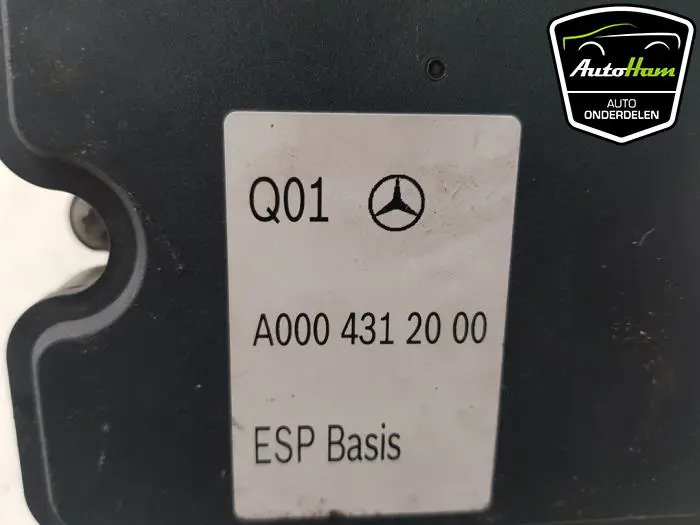 AutoHam
AUTO
ONDERDELEN
Q01
A000 431 20 00
ESP Basis